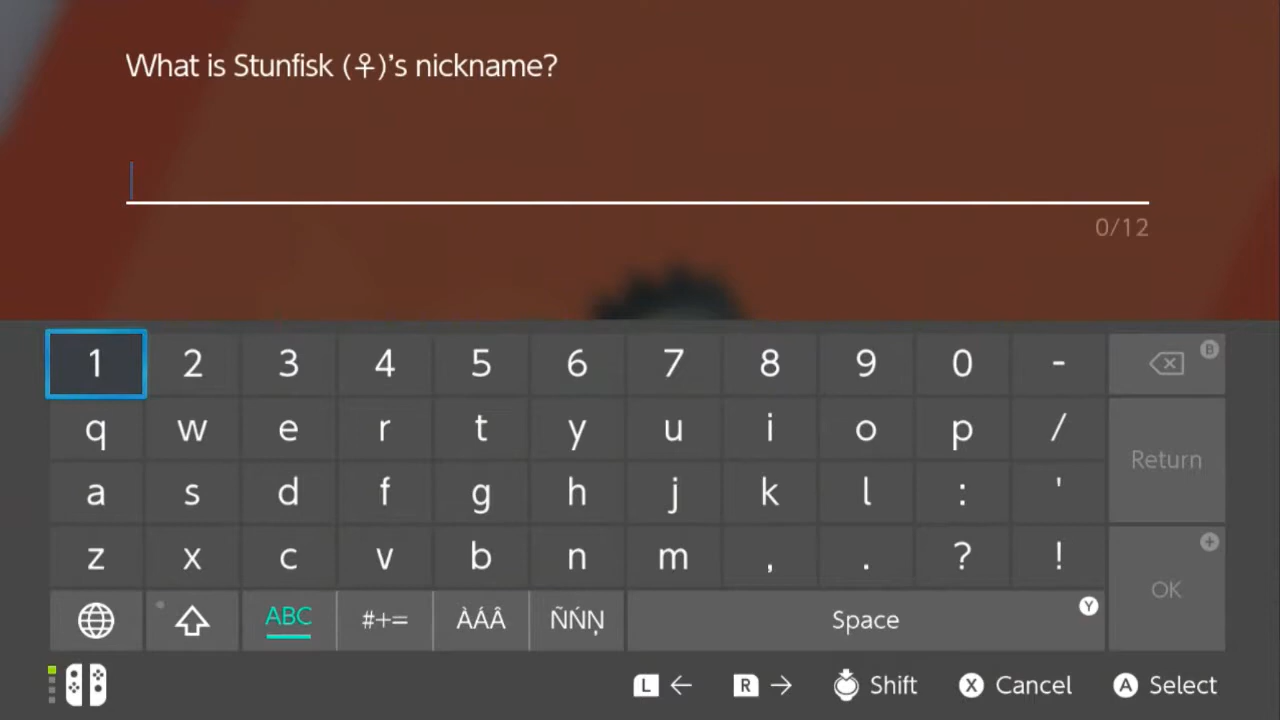 What is Stunfisk (♀)'s nickname?
0/12
1 2 3 4 5 6 7 8 9 0 - B
q w e r t y u i o p /
Return
a s d f g h j k l : '
z x c v b n m , . ? ! +
OK
ABC #+= ÀÁÂ ÑŃŅ Space Y
L ← R → Shift X Cancel A Select